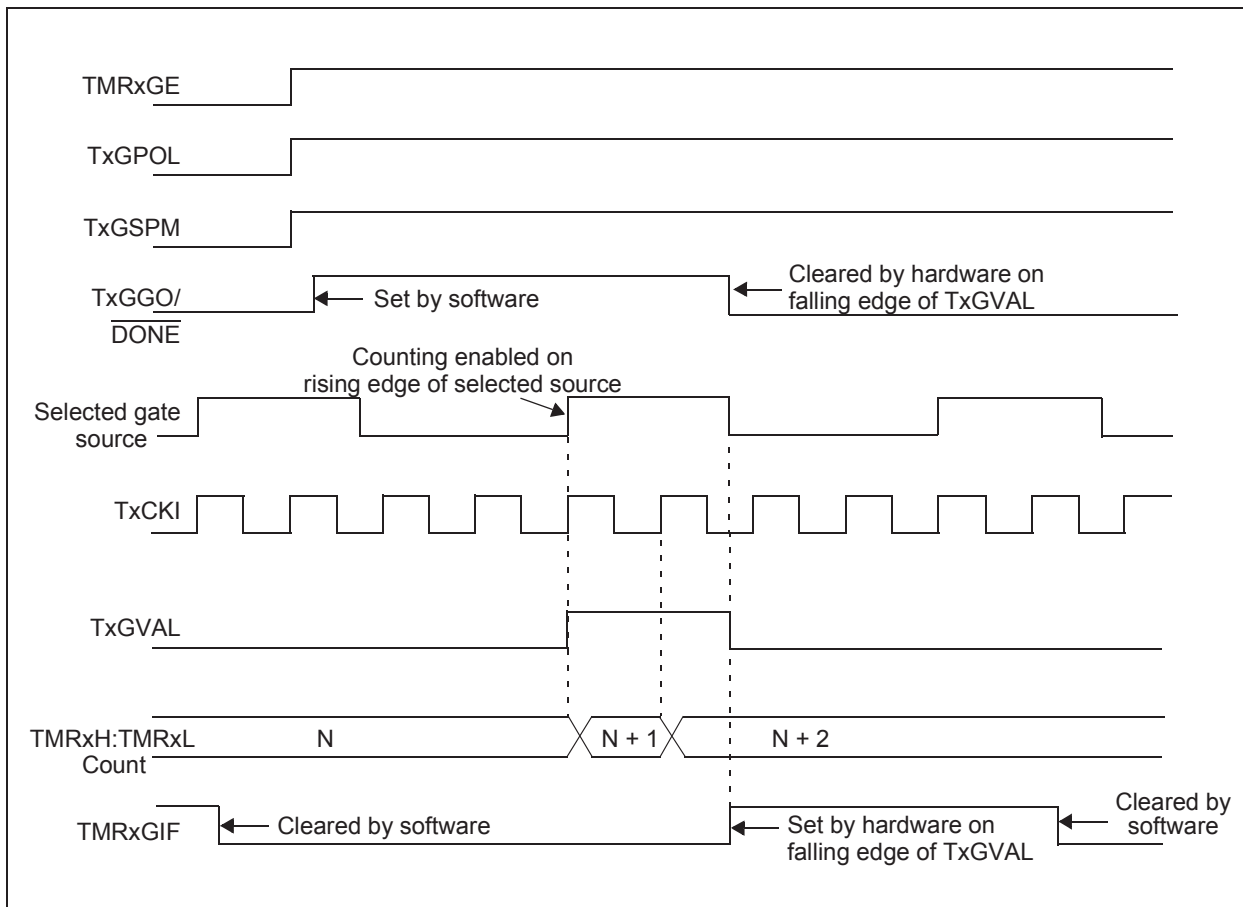 TMRxGE
TxGPOL
TxGSPM
TxGGO/
DONE
Set by software
Cleared by hardware on
falling edge of TxGVAL
Counting enabled on
rising edge of selected source
Selected gate
source
TxCKI
TxGVAL
TMRxH:TMRxL
Count
N
N + 1
N + 2
TMRxGIF
Cleared by software
Set by hardware on
falling edge of TxGVAL
Cleared by
software